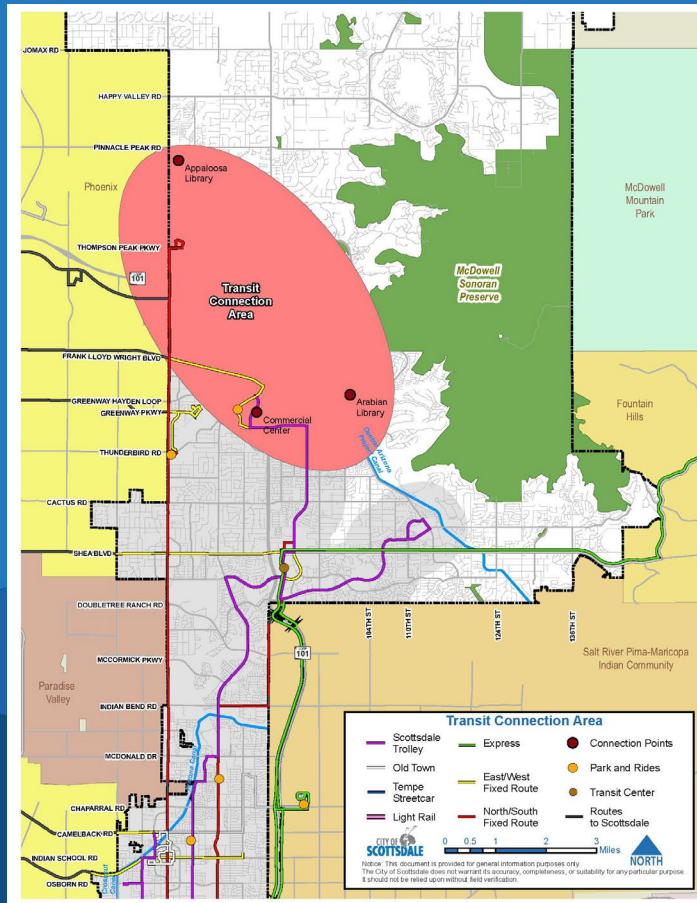 JOMAX RD
HAPPY VALLEY RD
PINNACLE PEAK RD
Appaloosa
Library
Phoenix
McDowell
Mountain
Park
THOMPSON PEAK PKWY
101
Transit
Connection
Area
McDowell
Sonoran
Preserve
FRANK LLOYD WRIGHT BLVD
GREENWAY HAYDEN LOOP
GREENWAY PKWY
Arabian
Library
Commercial
Center
Fountain
Hills
THUNDERBIRD RD
Central Arizona
Project Canal
CACTUS RD
SHEA BLVD
DOUBLETREE RANCH RD
104TH ST
110TH ST
124TH ST
136TH ST
MCCORMICK PKWY
101
Salt River Pima-Maricopa
Indian Community
Paradise
Valley
INDIAN BEND RD
MCDONALD DR
CHAPARRAL RD
CAMELBACK RD
INDIAN SCHOOL RD
OSBORN RD
Transit Connection Area
Scottsdale
Trolley
Express
Connection Points
Old Town
East/West
Fixed Route
Park and Rides
Tempe
Streetcar
Transit Center
Light Rail
North/South
Fixed Route
Routes
to Scottsdale
CITY OF
SCOTTSDALE
0 0.5 1 2 3
Miles
NORTH
Notice: This document is provided for general information purposes only.
The City of Scottsdale does not warrant its accuracy, completeness, or suitability for any particular purpose.
It should not be relied upon without field verification.